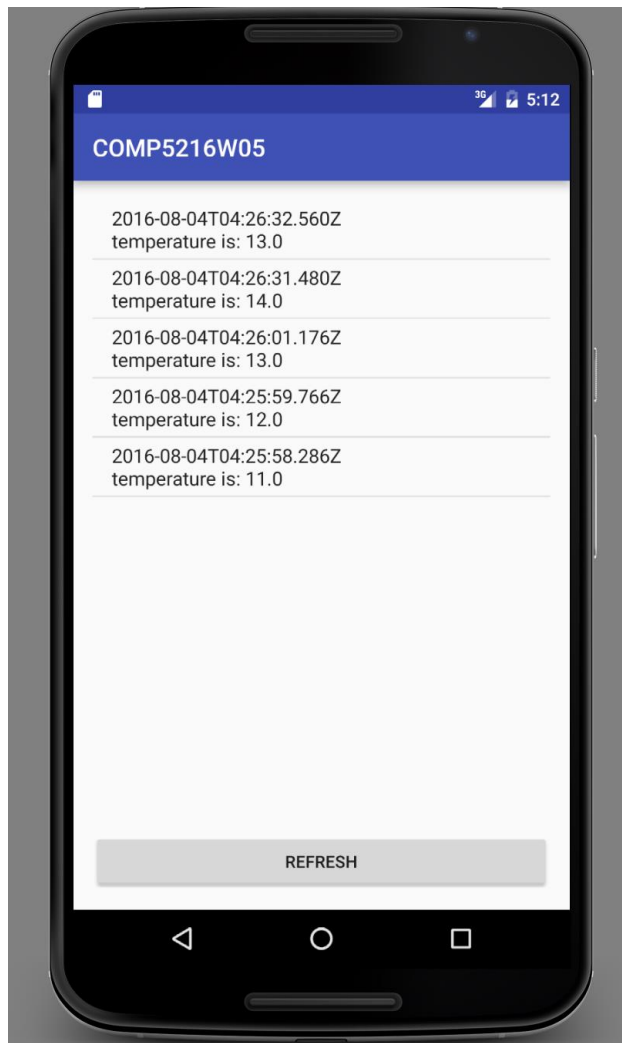 3G 5:12
COMP5216W05
2016-08-04T04:26:32.560Z
temperature is: 13.0
2016-08-04T04:26:31.480Z
temperature is: 14.0
2016-08-04T04:26:01.176Z
temperature is: 13.0
2016-08-04T04:25:59.766Z
temperature is: 12.0
2016-08-04T04:25:58.286Z
temperature is: 11.0
REFRESH